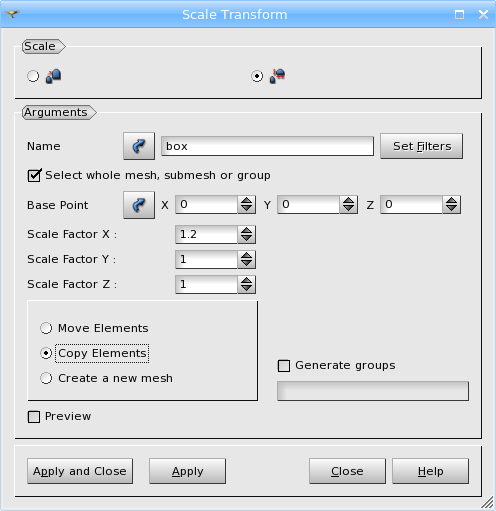 Scale Transform
Scale
Arguments
Name box Set Filters
Select whole mesh, submesh or group
Base Point X 0 Y 0 Z 0
Scale Factor X : 1.2
Scale Factor Y : 1
Scale Factor Z : 1
Move Elements
Copy Elements
Create a new mesh
Generate groups
Preview
Apply and Close Apply Close Help